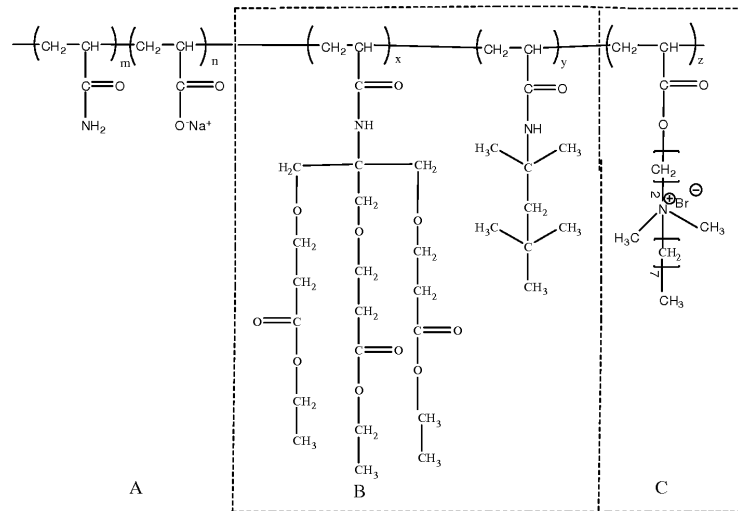 CH₂ CH m CH₂ CH n CH₂ CH x CH₂ CH y CH₂ CH z
C O C O C O C O C O
NH₂ O⁻Na⁺ NH NH O
H₂C C CH₂ H₃C C CH₃ CH₂
O CH₂ O CH₂ 2
O N⊕ Br⊖
CH₂ CH₂ CH₂ H₃C C CH₃ H₃C CH₃
CH₂ CH₂ CH₂ CH₃ CH₂
7
O C C O CH₃
O C O O
O
CH₂ CH₂ CH₂
CH₃ CH₂ CH₃
CH₃
A B C